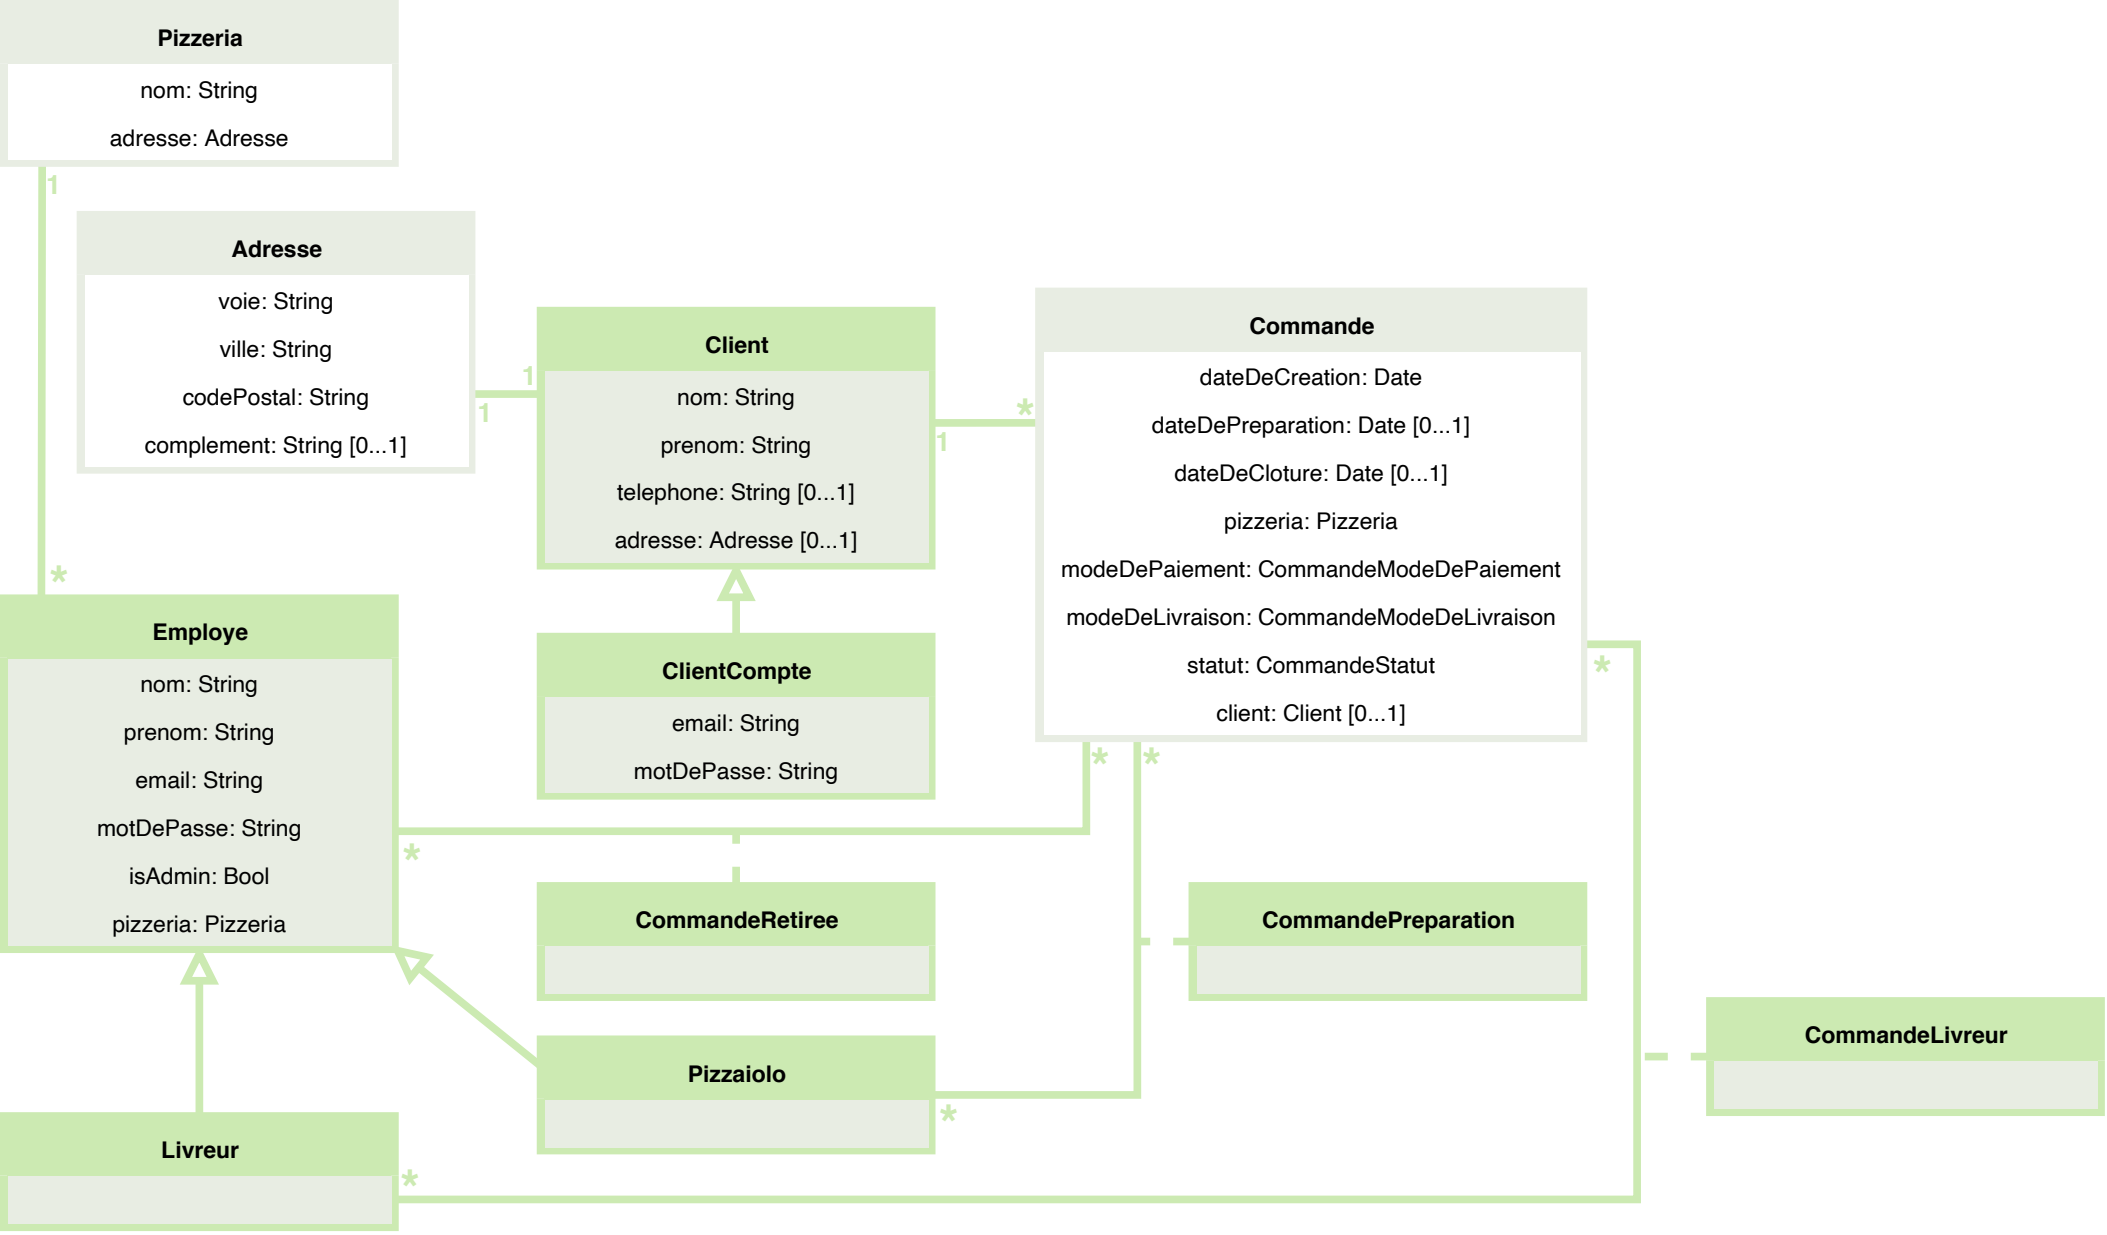 Pizzeria
nom: String
adresse: Adresse
1
Adresse
voie: String
ville: String
codePostal: String
complement: String [0...1]
1
1
Client
nom: String
prenom: String
telephone: String [0...1]
adresse: Adresse [0...1]
*
1
Commande
dateDeCreation: Date
dateDePreparation: Date [0...1]
dateDeCloture: Date [0...1]
pizzeria: Pizzeria
modeDePaiement: CommandeModeDePaiement
modeDeLivraison: CommandeModeDeLivraison
statut: CommandeStatut
client: Client [0...1]
*
*
*
*
Employe
nom: String
prenom: String
email: String
motDePasse: String
isAdmin: Bool
pizzeria: Pizzeria
*
ClientCompte
email: String
motDePasse: String
CommandeRetiree
CommandePreparation
CommandeLivreur
Pizzaiolo
*
Livreur
*